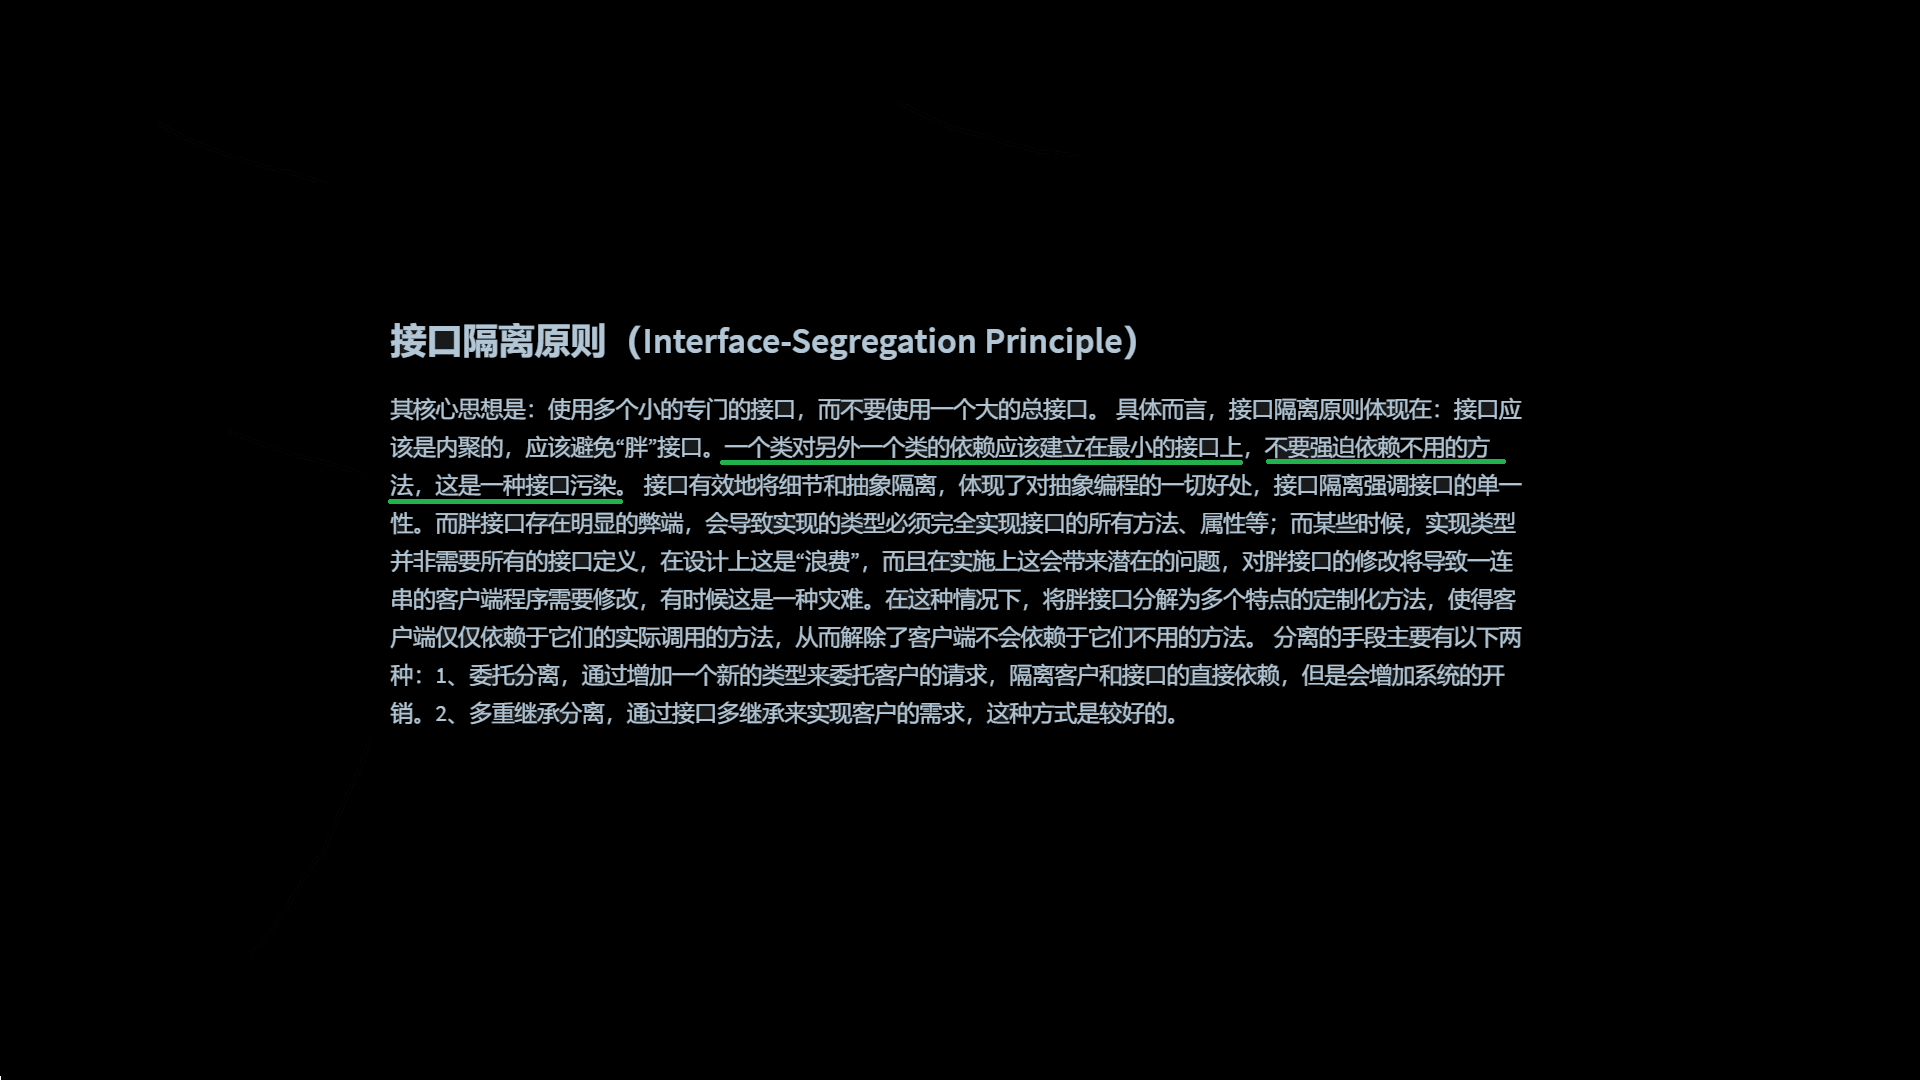 接口隔离原则（Interface-Segregation Principle）
其核心思想是：使用多个小的专门的接口，而不要使用一个大的总接口。 具体而言，接口隔离原则体现在：接口应
该是内聚的，应该避免“胖”接口。一个类对另外一个类的依赖应该建立在最小的接口上，不要强迫依赖不用的方
法，这是一种接口污染。 接口有效地将细节和抽象隔离，体现了对抽象编程的一切好处，接口隔离强调接口的单一
性。而胖接口存在明显的弊端，会导致实现的类型必须完全实现接口的所有方法、属性等；而某些时候，实现类型
并非需要所有的接口定义，在设计上这是“浪费”，而且在实施上这会带来潜在的问题，对胖接口的修改将导致一连
串的客户端程序需要修改，有时候这是一种灾难。在这种情况下，将胖接口分解为多个特点的定制化方法，使得客
户端仅仅依赖于它们的实际调用的方法，从而解除了客户端不会依赖于它们不用的方法。 分离的手段主要有以下两
种：1、委托分离，通过增加一个新的类型来委托客户的请求，隔离客户和接口的直接依赖，但是会增加系统的开
销。2、多重继承分离，通过接口多继承来实现客户的需求，这种方式是较好的。